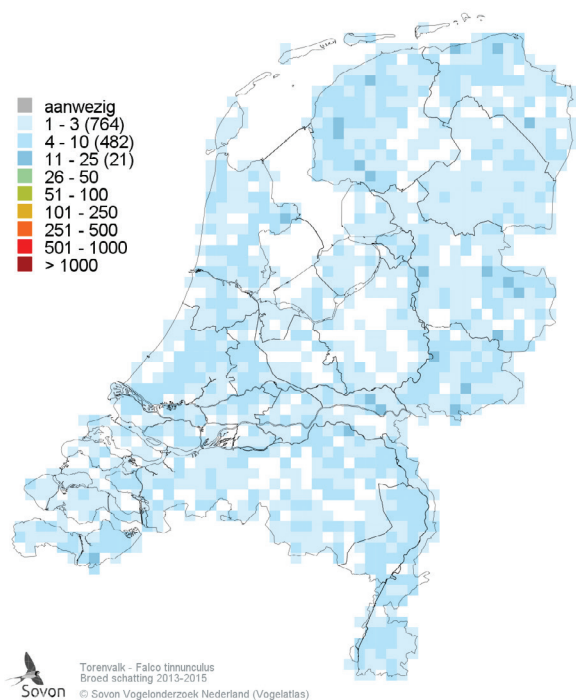 aanwezig
1 - 3 (764)
4 - 10 (482)
11 - 25 (21)
26 - 50
51 - 100
101 - 250
251 - 500
501 - 1000
> 1000
Sovon
Torenvalk - Falco tinnunculus
Broed schatting 2013-2015
© Sovon Vogelonderzoek Nederland (Vogelatlas)